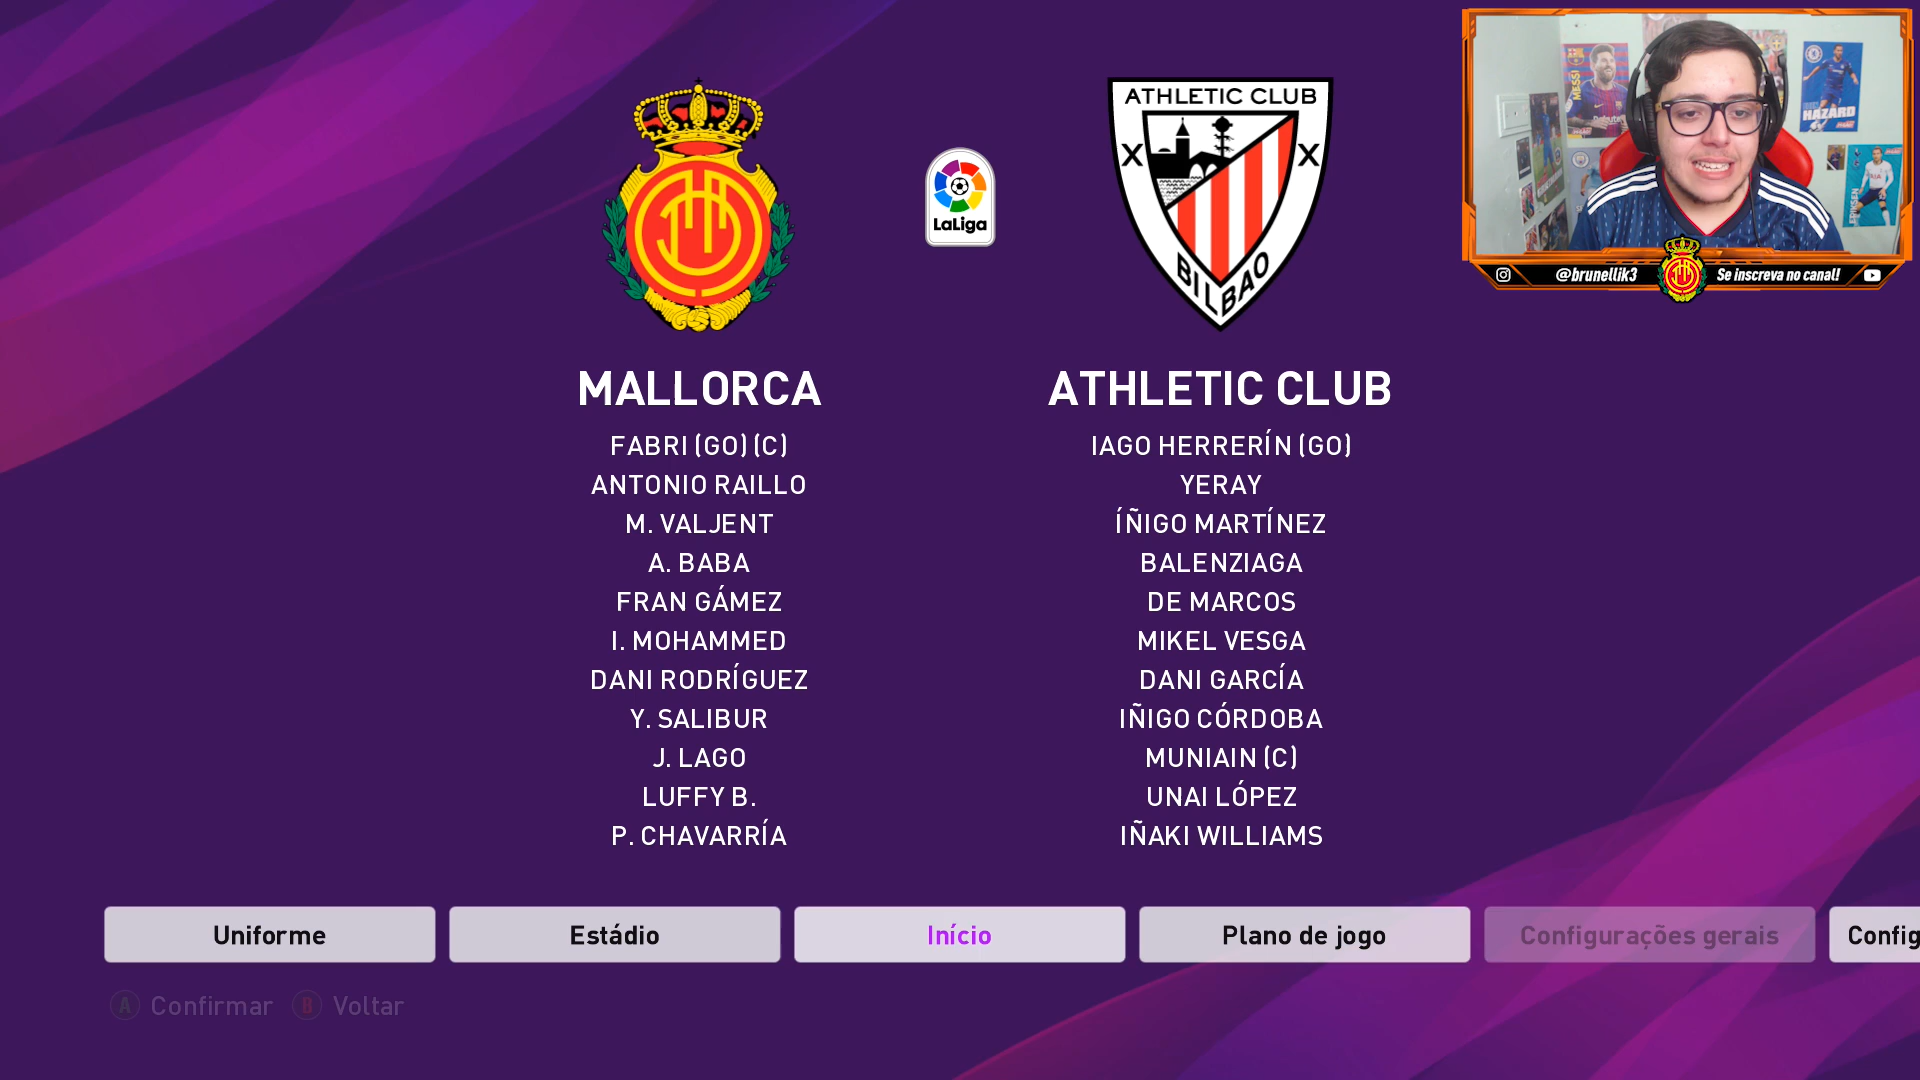 ATHLETIC CLUB
BILBAO
LaLiga
MESSI
HAZARD
ERIKSEN
@brunellik3
Se inscreva no canal!
MALLORCA
FABRI (GO) (C)
ANTONIO RAILLO
M. VALJENT
A. BABA
FRAN GÁMEZ
I. MOHAMMED
DANI RODRÍGUEZ
Y. SALIBUR
J. LAGO
LUFFY B.
P. CHAVARRÍA
ATHLETIC CLUB
IAGO HERRERÍN (GO)
YERAY
ÍÑIGO MARTÍNEZ
BALENZIAGA
DE MARCOS
MIKEL VESGA
DANI GARCÍA
IÑIGO CÓRDOBA
MUNIAIN (C)
UNAI LÓPEZ
IÑAKI WILLIAMS
Uniforme
Estádio
Início
Plano de jogo
Configurações gerais
Config
A Confirmar B Voltar